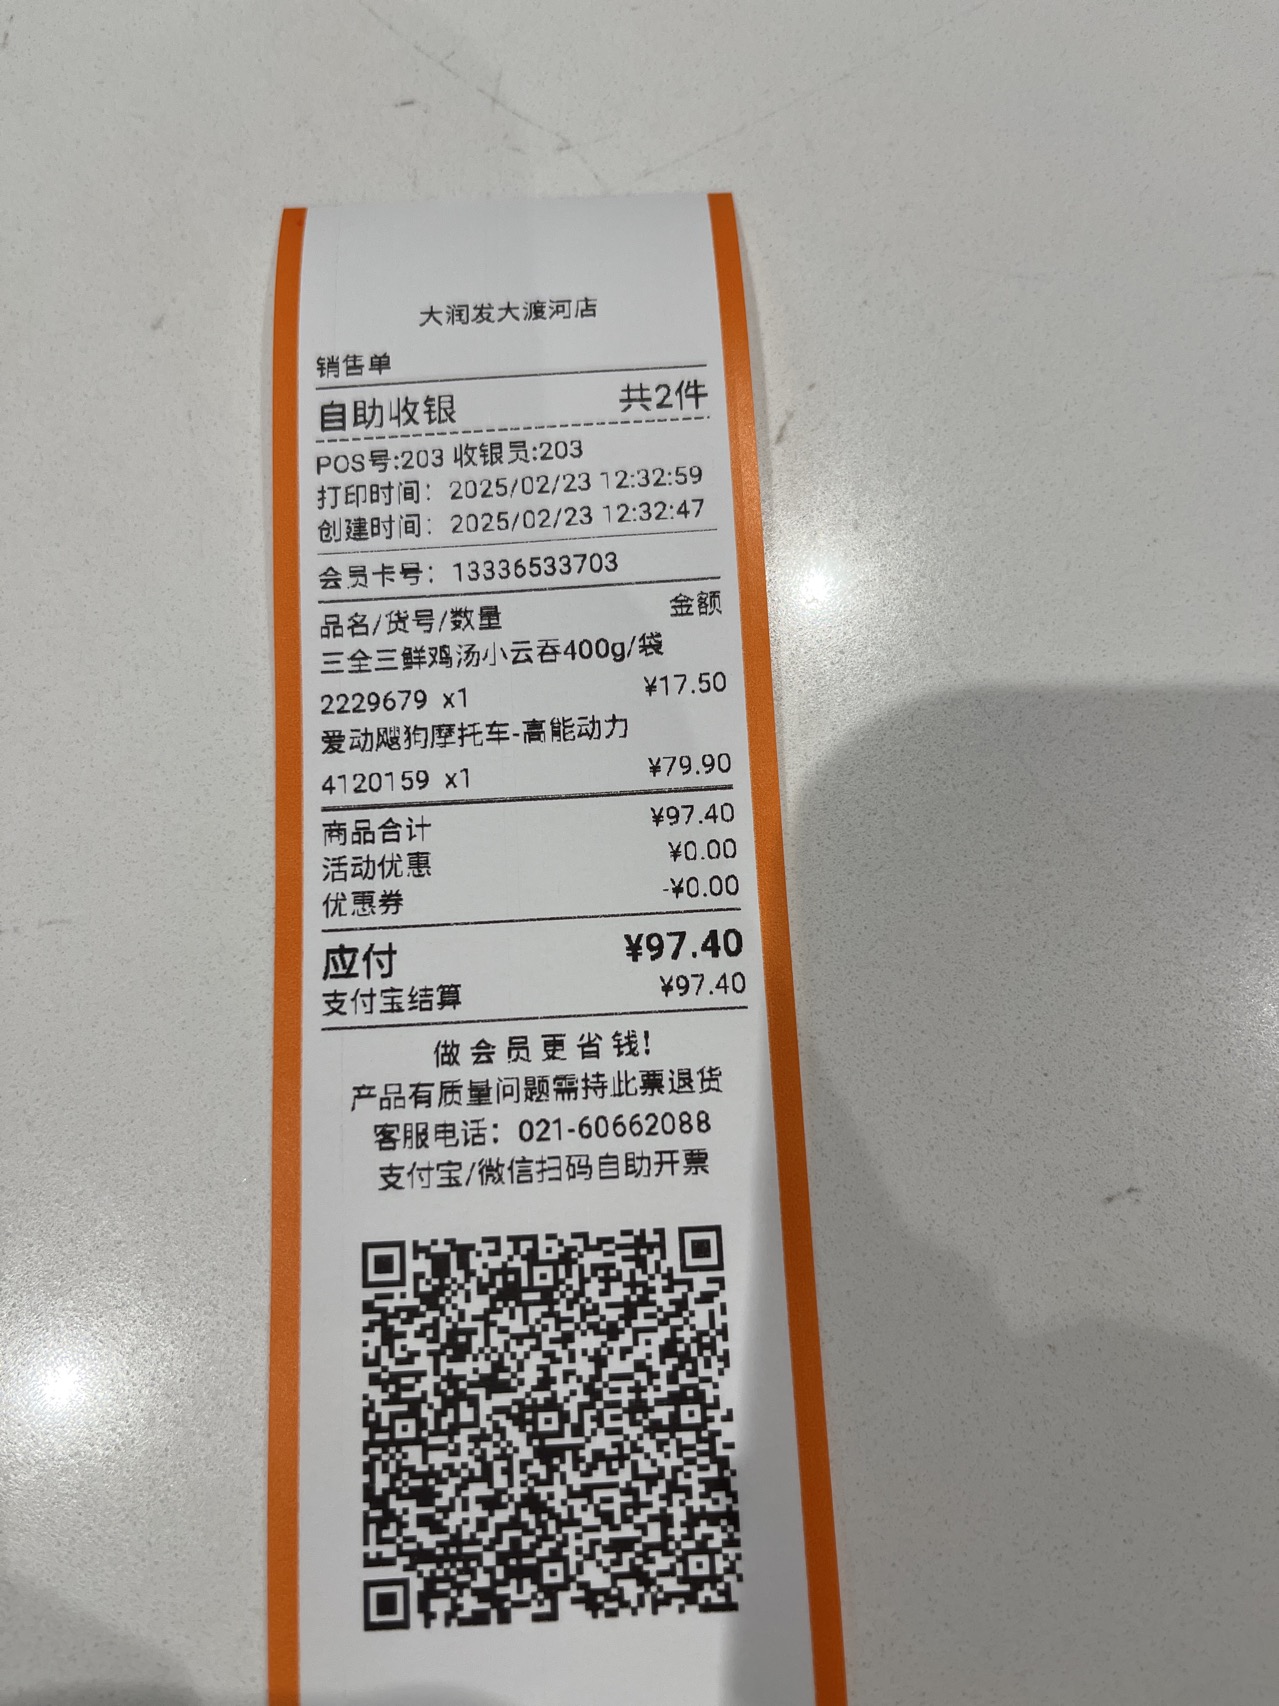 大润发大渡河店
销售单
自助收银 共2件
POS号:203 收银员:203
打印时间：2025/02/23 12:32:59
创建时间：2025/02/23 12:32:47
会员卡号：13336533703
品名/货号/数量 金额
三全三鲜鸡汤小云吞400g/袋
2229679 x1 ¥17.50
爱动飚狗摩托车-高能动力
4120159 x1 ¥79.90
商品合计 ¥97.40
活动优惠 ¥0.00
优惠券 -¥0.00
应付 ¥97.40
支付宝结算 ¥97.40
做会员更省钱!
产品有质量问题需持此票退货
客服电话：021-60662088
支付宝/微信扫码自助开票